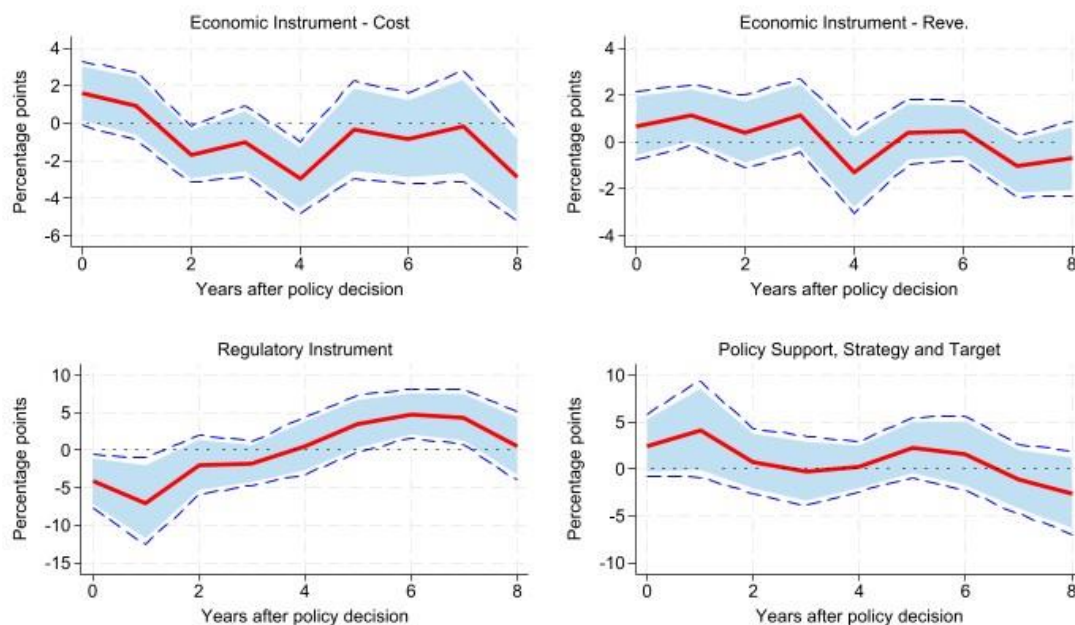 Economic Instrument - Cost
Percentage points
4
2
0
-2
-4
-6
0 2 4 6 8
Years after policy decision
Economic Instrument - Reve.
Percentage points
4
2
0
-2
-4
0 2 4 6 8
Years after policy decision
Regulatory Instrument
Percentage points
10
5
0
-5
-10
-15
0 2 4 6 8
Years after policy decision
Policy Support, Strategy and Target
Percentage points
10
5
0
-5
-10
0 2 4 6 8
Years after policy decision